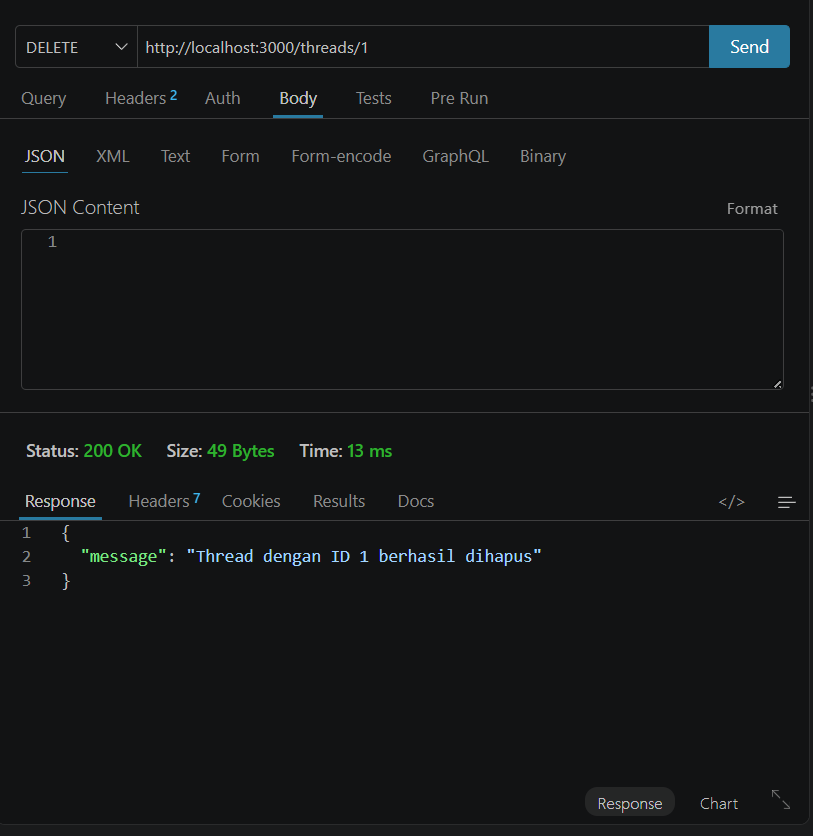 DELETE http://localhost:3000/threads/1 Send
Query Headers 2 Auth Body Tests Pre Run
JSON XML Text Form Form-encode GraphQL Binary
JSON Content Format
1
Status: 200 OK Size: 49 Bytes Time: 13 ms
Response Headers 7 Cookies Results Docs </>
1 {
2 "message": "Thread dengan ID 1 berhasil dihapus"
3 }
Response Chart